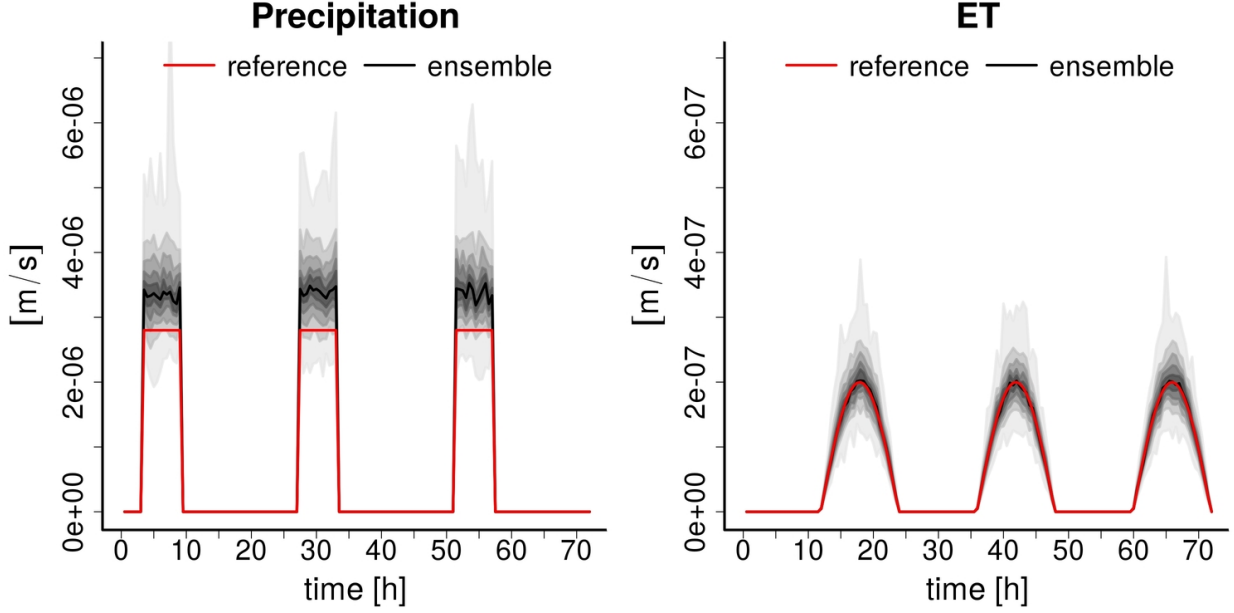 Precipitation
reference ensemble
[m/s]
6e-06
4e-06
2e-06
0e+00
0 10 20 30 40 50 60 70
time [h]
ET
reference ensemble
[m/s]
6e-07
4e-07
2e-07
0e+00
0 10 20 30 40 50 60 70
time [h]